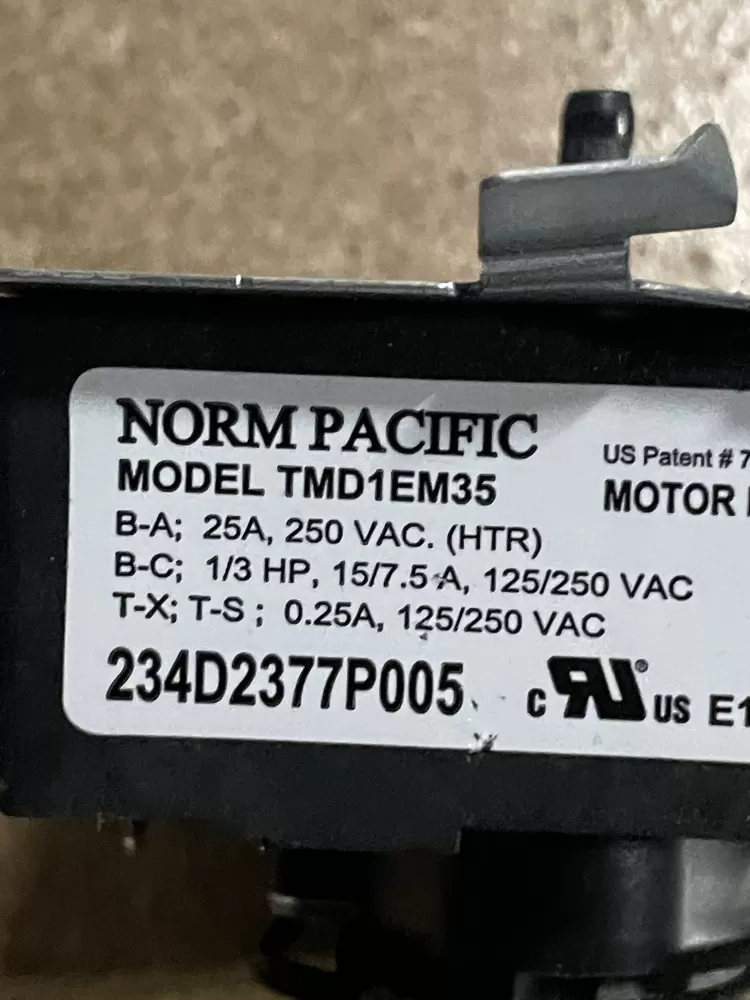 NORM PACIFIC
US Patent # 7
MODEL TMD1EM35
MOTOR
B-A; 25A, 250 VAC. (HTR)
B-C; 1/3 HP, 15/7.5 A, 125/250 VAC
T-X; T-S ; 0.25A, 125/250 VAC
234D2377P005
c RU® US E1